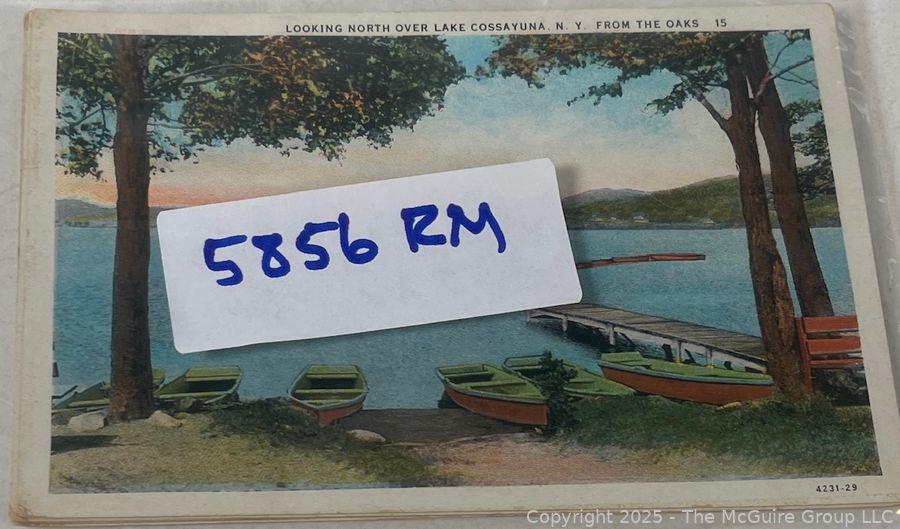 LOOKING NORTH OVER LAKE COSSAYUNA, N. Y. FROM THE OAKS 15
5856 RM
4231-29
Copyright 2025 - The McGuire Group LLC